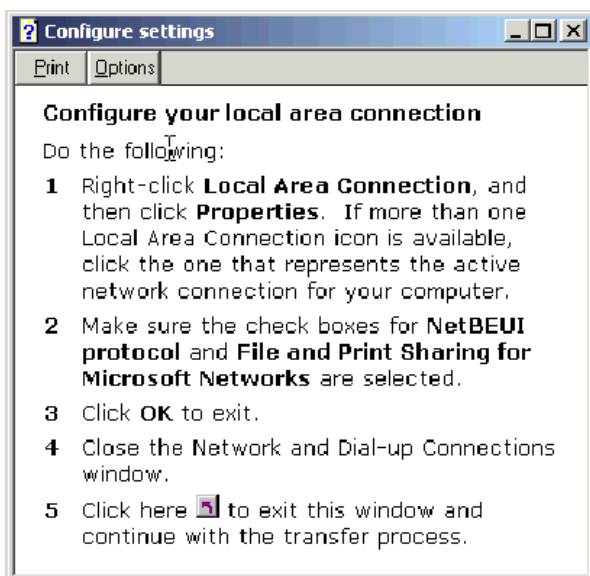 Configure settings
Print Options
Configure your local area connection
Do the following:
1 Right-click Local Area Connection, and
then click Properties. If more than one
Local Area Connection icon is available,
click the one that represents the active
network connection for your computer.
2 Make sure the check boxes for NetBEUI
protocol and File and Print Sharing for
Microsoft Networks are selected.
3 Click OK to exit.
4 Close the Network and Dial-up Connections
window.
5 Click here to exit this window and
continue with the transfer process.